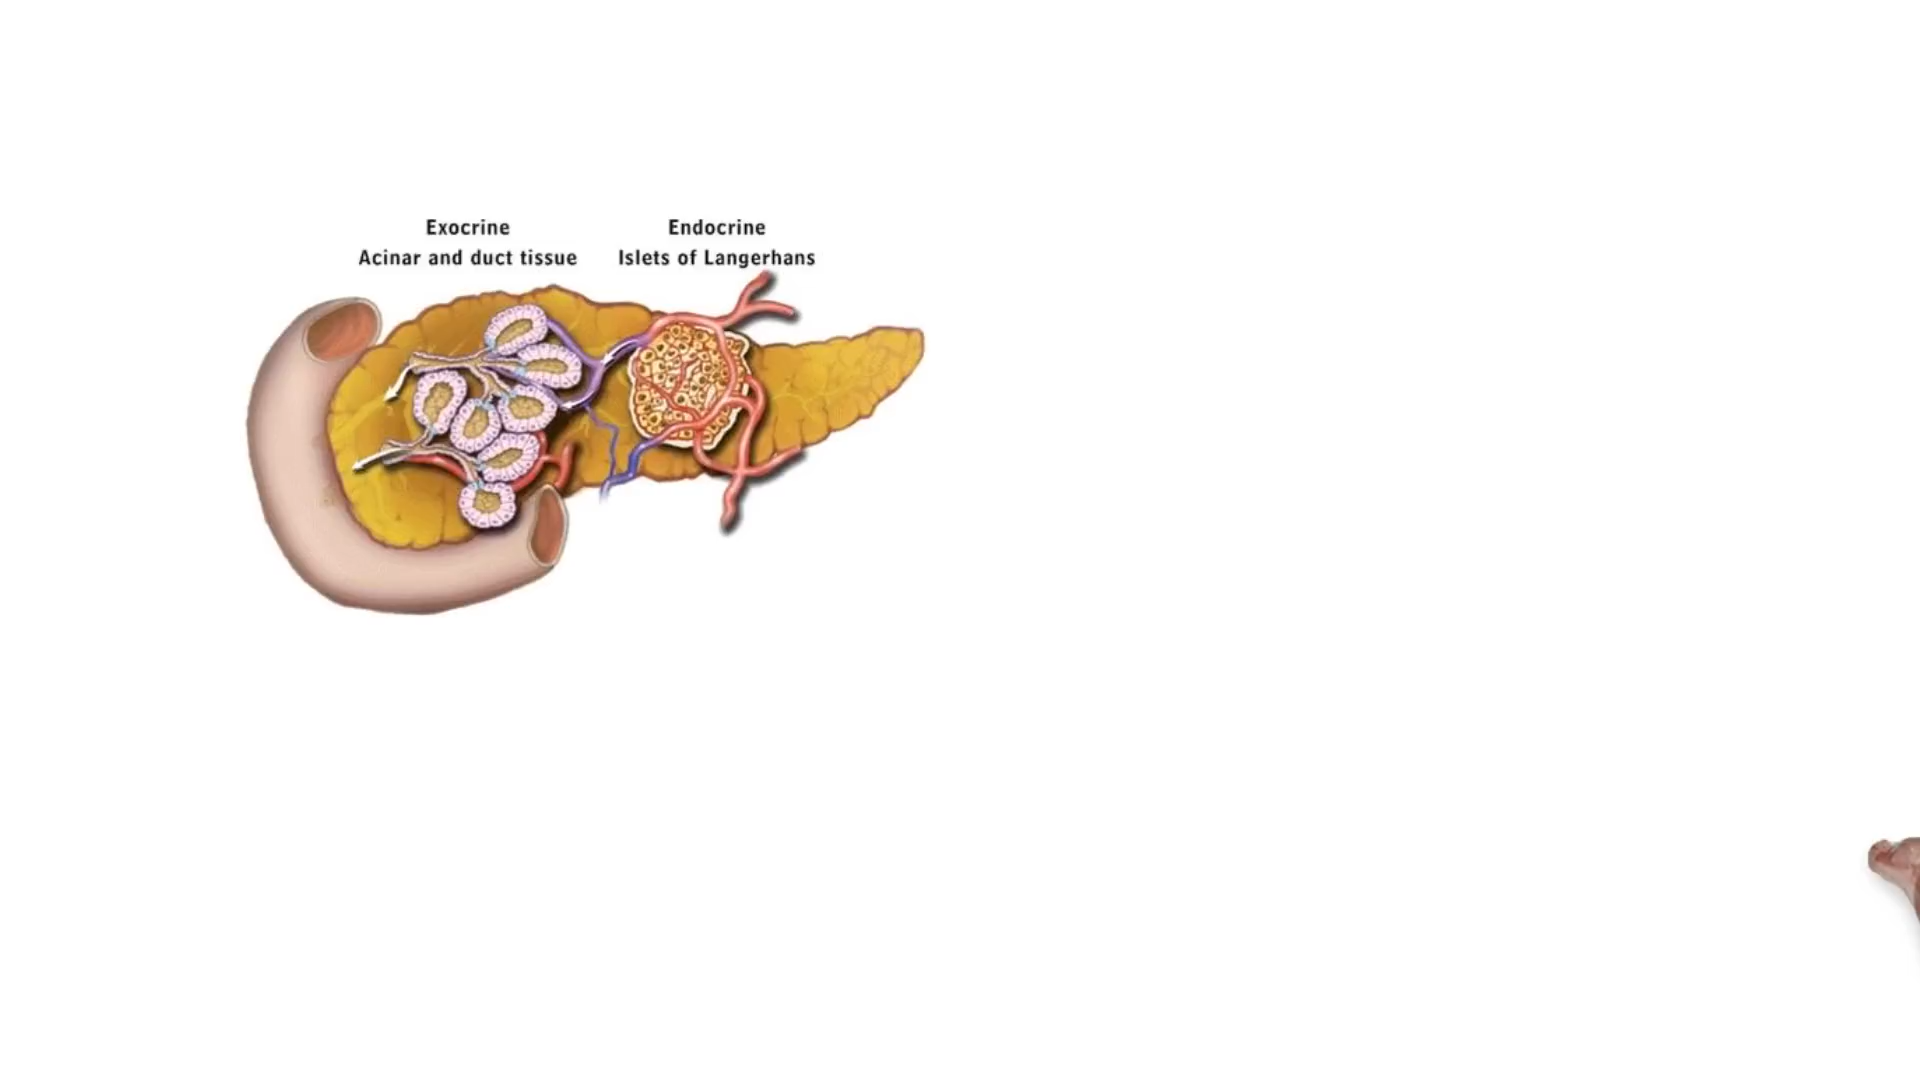 Exocrine
Acinar and duct tissue
Endocrine
Islets of Langerhans